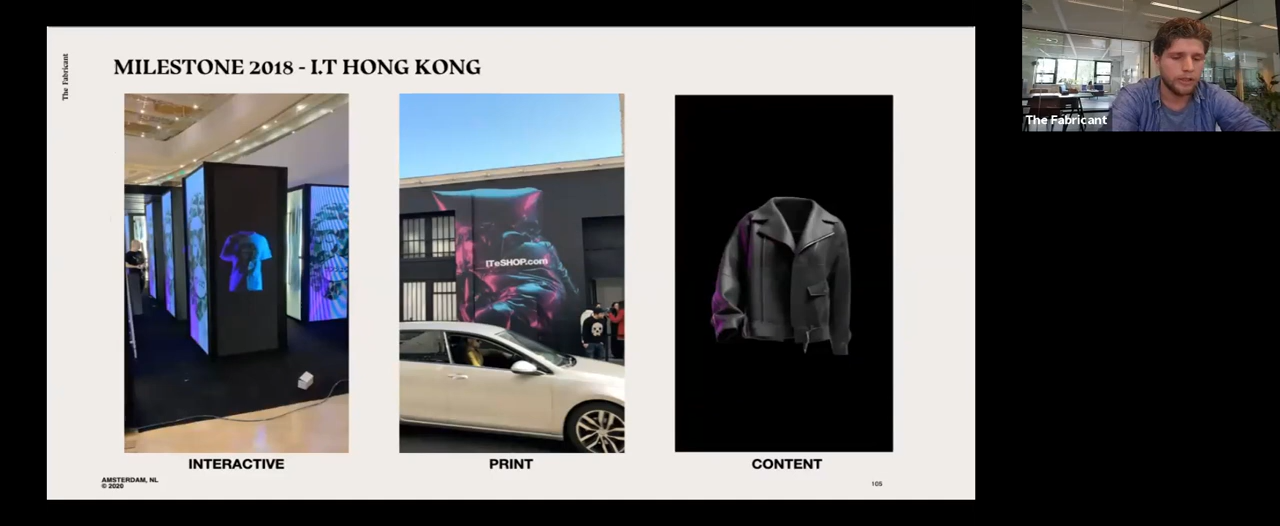 The Fabricant
MILESTONE 2018 - I.T HONG KONG
The Fabricant
ITeSHOP.com
INTERACTIVE
PRINT
CONTENT
AMSTERDAM, NL
© 2020
105